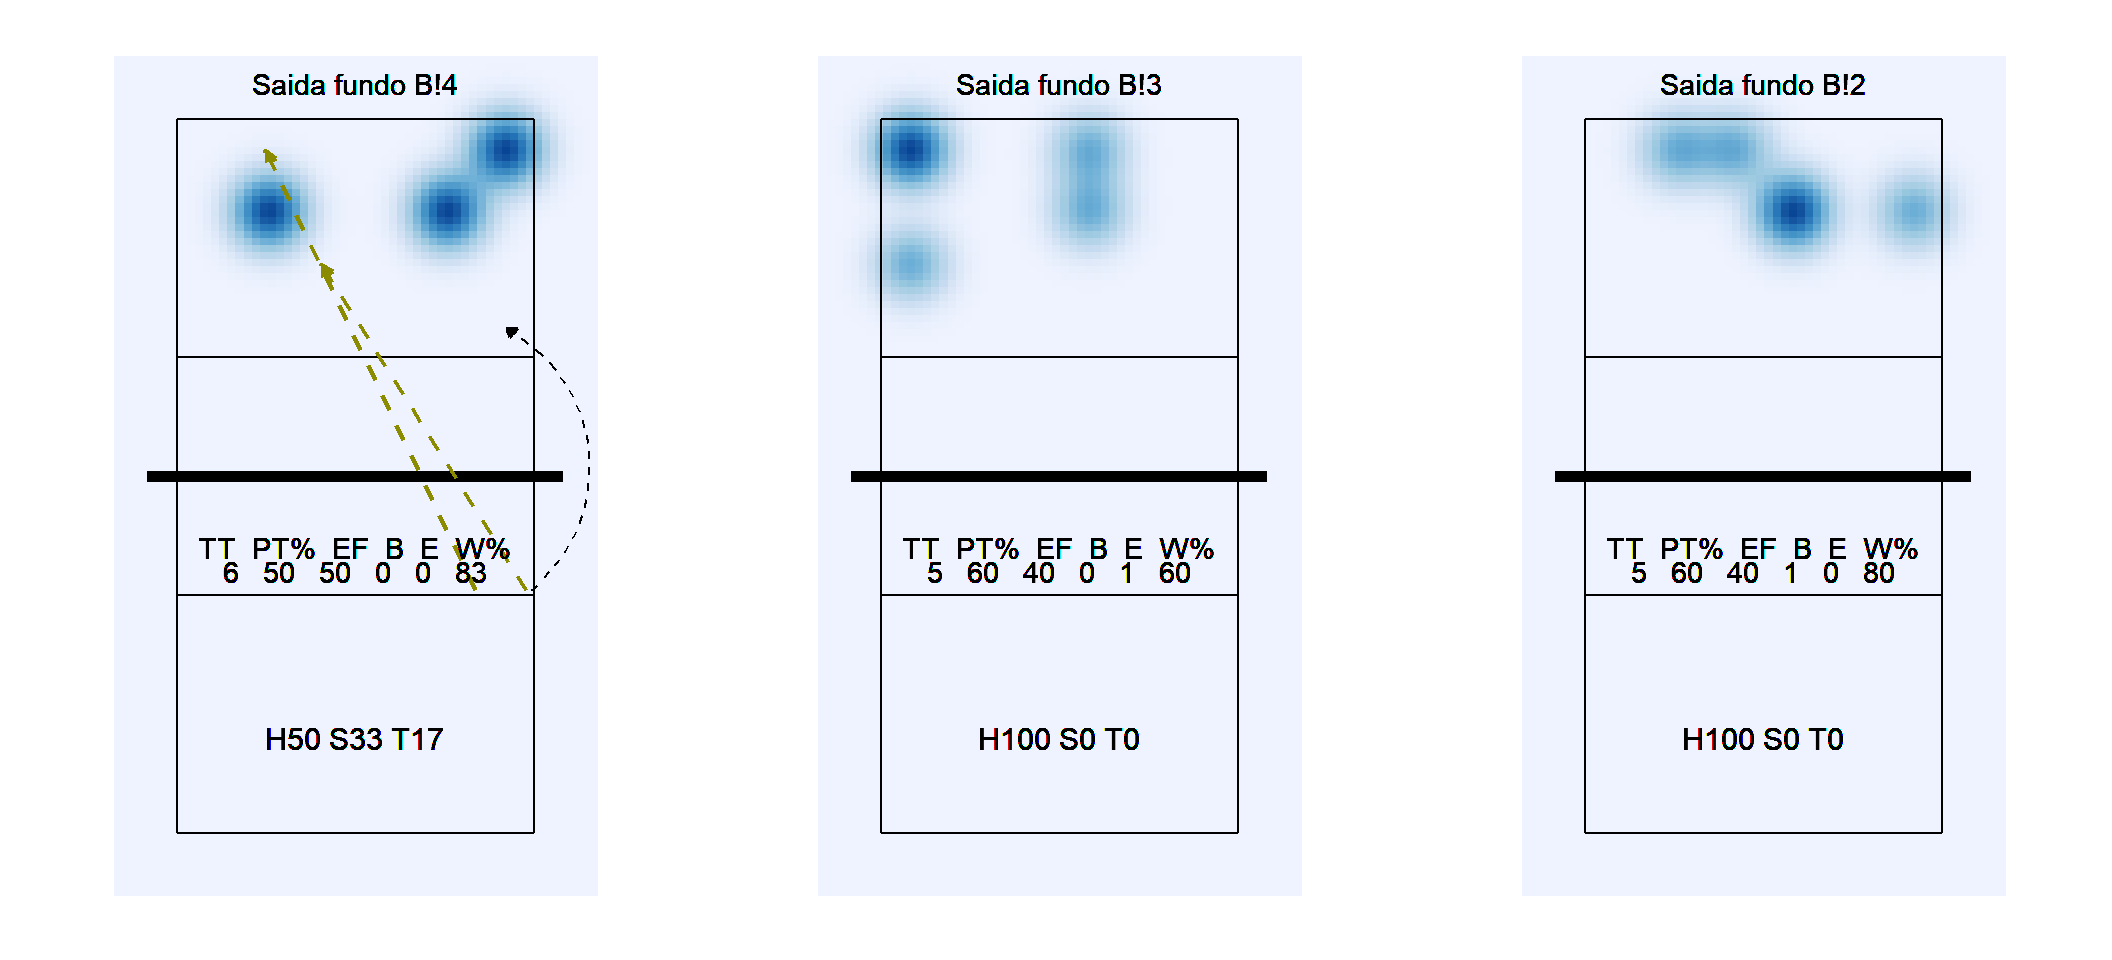 Saida fundo B!4
TT PT% EF B E W%
6 50 50 0 0 83
H50 S33 T17
Saida fundo B!3
TT PT% EF B E W%
5 60 40 0 1 60
H100 S0 T0
Saida fundo B!2
TT PT% EF B E W%
5 60 40 1 0 80
H100 S0 T0